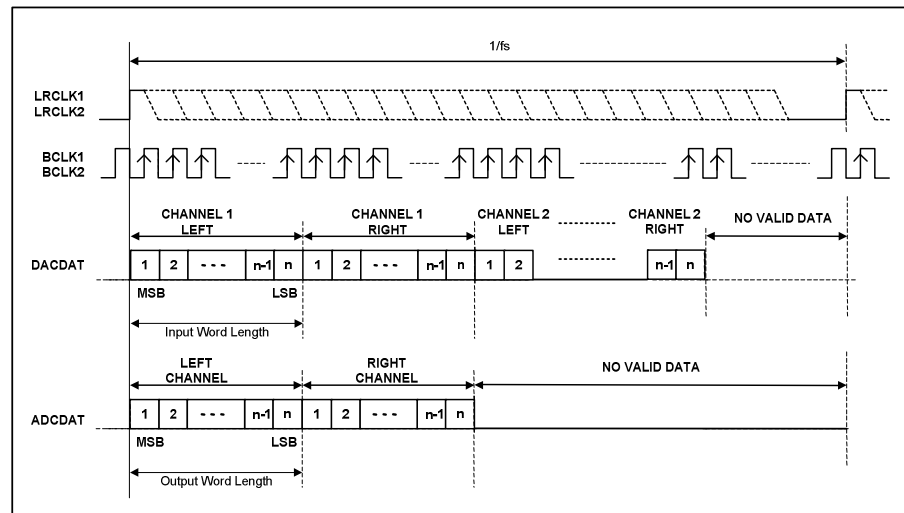 1/fs
LRCLK1
LRCLK2
BCLK1
BCLK2
CHANNEL 1
LEFT
CHANNEL 1
RIGHT
CHANNEL 2
LEFT
CHANNEL 2
RIGHT
NO VALID DATA
DACDAT
1 2 - - - n-1 n 1 2 - - - n-1 n 1 2 n-1 n
MSB LSB
Input Word Length
LEFT
CHANNEL
RIGHT
CHANNEL
NO VALID DATA
ADCDAT
1 2 - - - n-1 n 1 2 - - - n-1 n
MSB LSB
Output Word Length